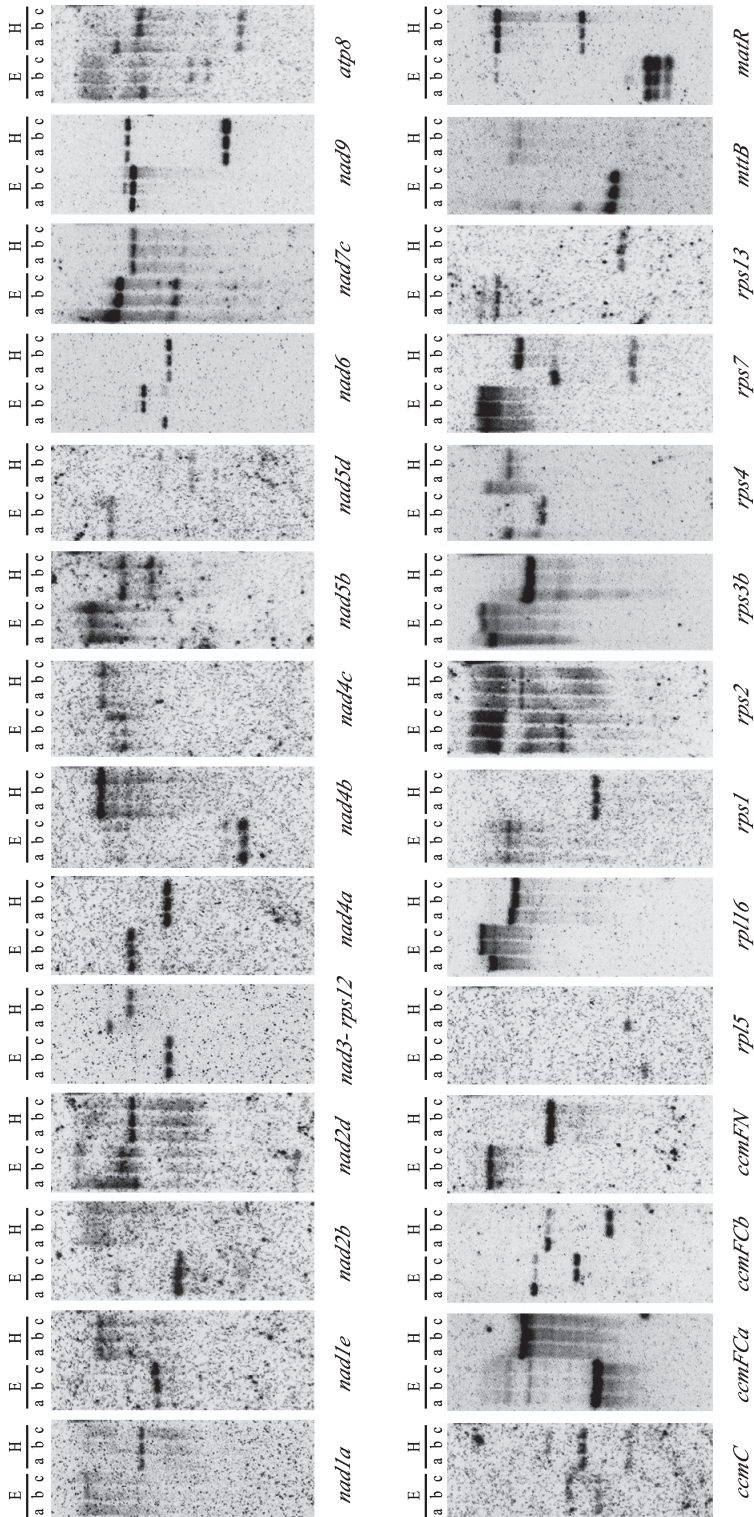 E H E H E H E H E H E H E H E H E H E H E H E H E H E H
a b c a b c a b c a b c a b c a b c a b c a b c a b c a b c a b c a b c a b c a b c a b c a b c a b c a b c a b c a b c a b c a b c a b c a b c a b c a b c a b c a b c
nad1a nad1e nad2b nad2d nad3-rps12 nad4a nad4b nad4c nad5b nad5d nad6 nad7c nad9 atp8
E H E H E H E H E H E H E H E H E H E H E H E H E H E H
a b c a b c a b c a b c a b c a b c a b c a b c a b c a b c a b c a b c a b c a b c a b c a b c a b c a b c a b c a b c a b c a b c a b c a b c a b c a b c a b c a b c
ccmC ccmFCa ccmFCb ccmFN rpl5 rpl16 rps1 rps2 rps3b rps4 rps7 rps13 mttB matR